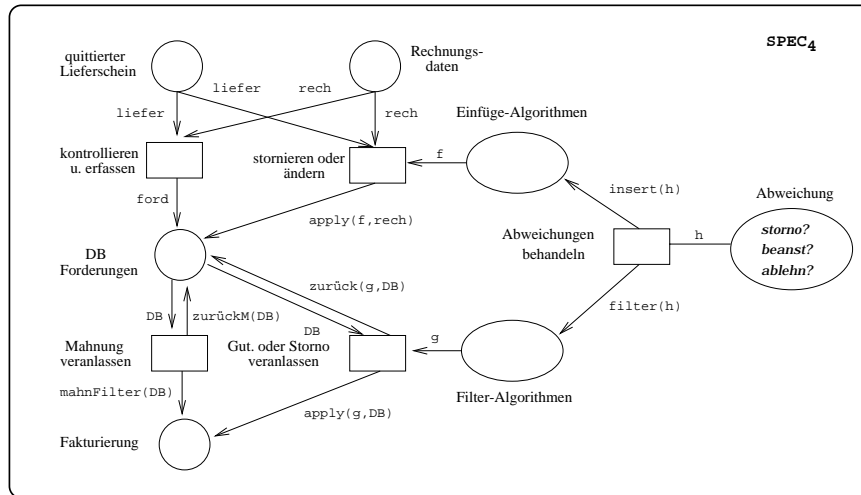 SPEC4
quittierter
Lieferschein
Rechnungs-
daten
liefer
rech
liefer
rech
Einfüge-Algorithmen
kontrollieren
u. erfassen
stornieren oder
ändern
f
insert(h)
Abweichung
ford
apply(f,rech)
Abweichungen
behandeln
h
storno?
beanst?
ablehn?
DB
Forderungen
zurück(g,DB)
filter(h)
DB
zurückM(DB)
DB
Mahnung
veranlassen
Gut. oder Storno
veranlassen
g
mahnFilter(DB)
Filter-Algorithmen
apply(g,DB)
Fakturierung